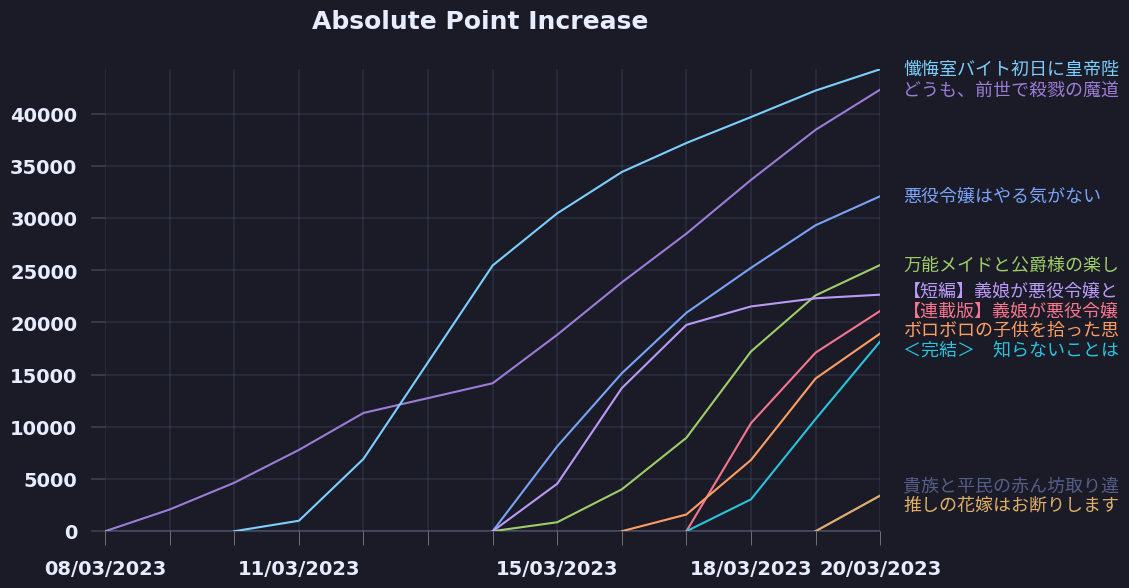 Absolute Point Increase
懺悔室バイト初日に皇帝陛
どうも、前世で殺戮の魔道
40000
35000
悪役令嬢はやる気がない
30000
万能メイドと公爵様の楽し
25000
【短編】義娘が悪役令嬢と
【連載版】義娘が悪役令嬢
20000
ボロボロの子供を拾った思
<完結> 知らないことは
15000
10000
貴族と平民の赤ん坊取り違
5000
推しの花嫁はお断りします
0
08/03/2023 11/03/2023 15/03/2023 18/03/2023 20/03/2023